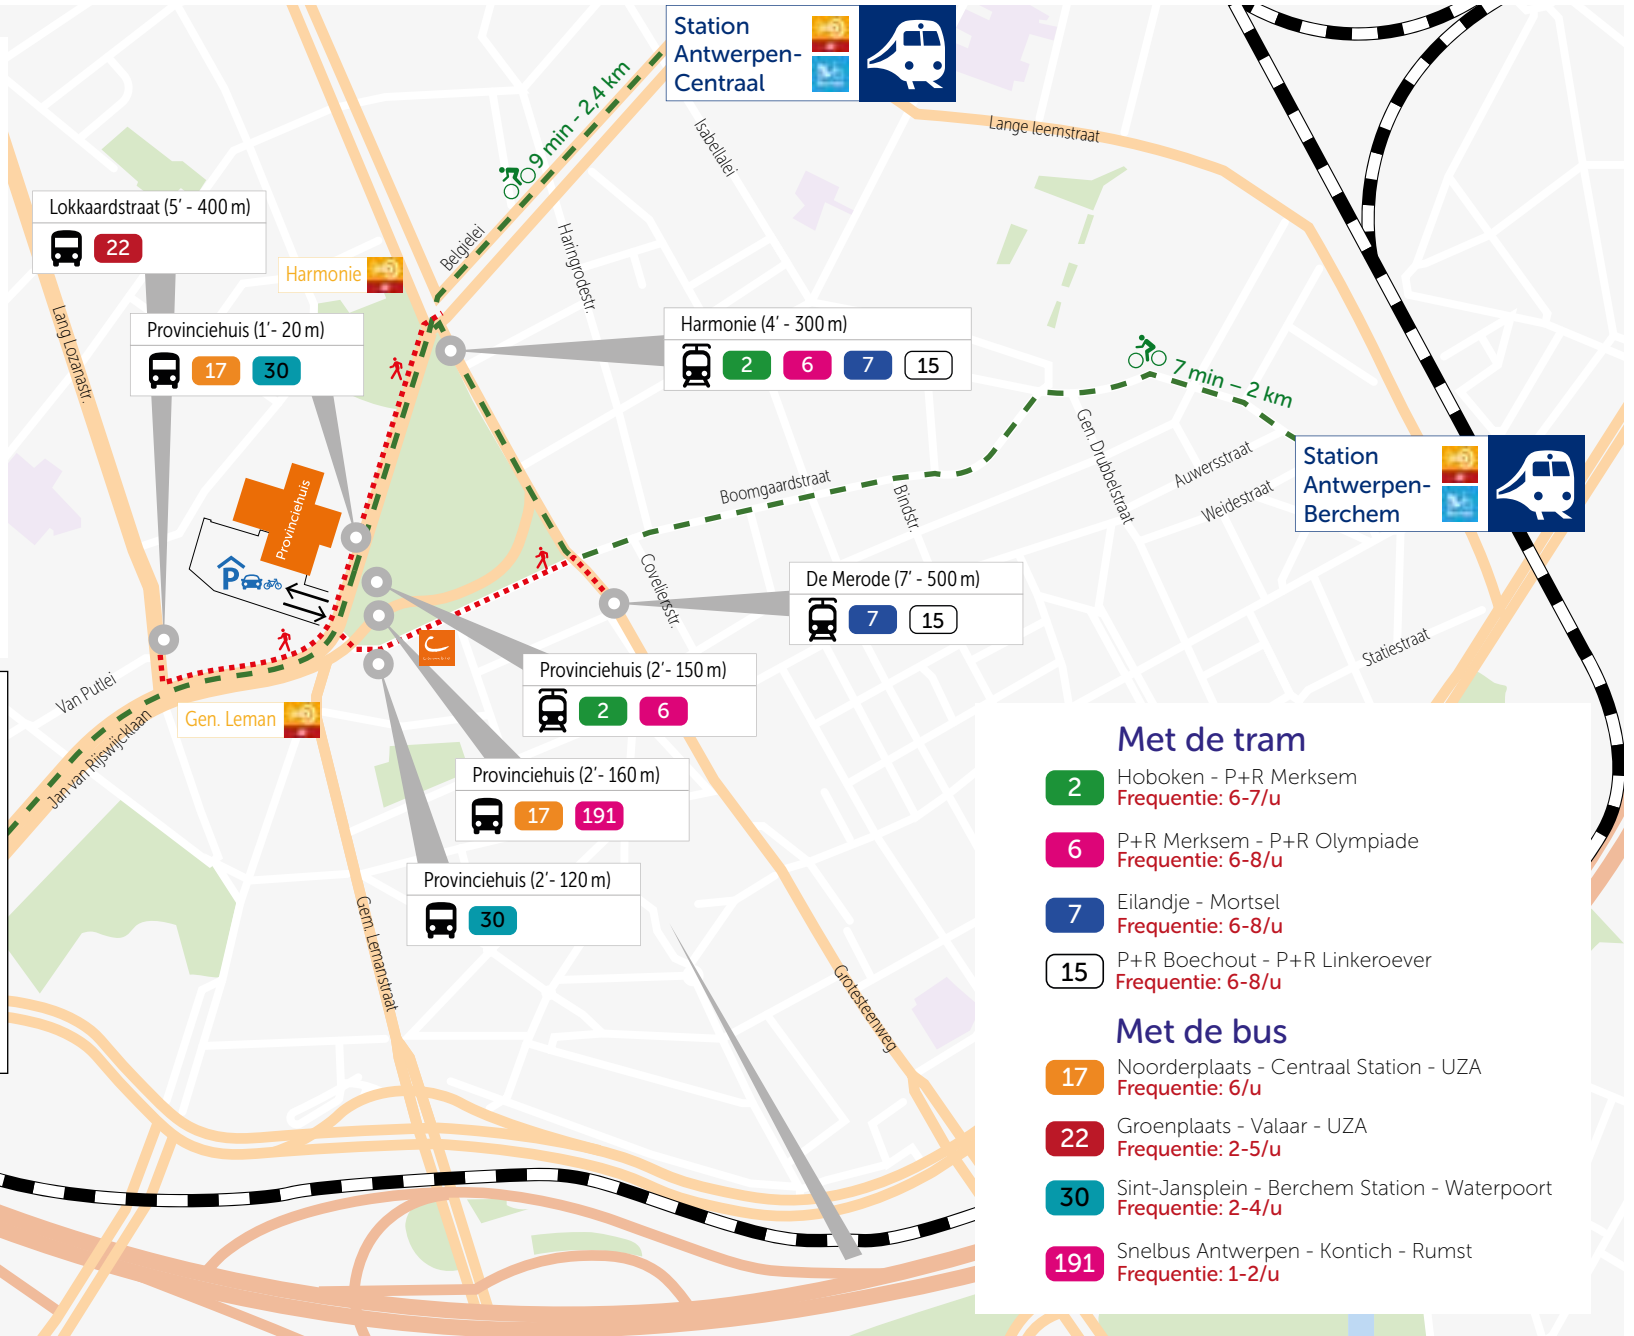 Station
Antwerpen-
Centraal
9 min - 2,4 km
Isabellalei
Lange leemstraat
Lokkaardstraat (5' - 400 m)
22
Belgiëlei
Haringrodestr.
Harmonie
Lang Lozanastr.
Provinciehuis (1'- 20 m)
17 30
Harmonie (4' - 300 m)
2 6 7 15
7 min – 2 km
Gen. Drubbelstraat
Auwersstraat
Weidestraat
Station
Antwerpen-
Berchem
Boomgaardstraat
Bindstr.
Provinciehuis
P
Coveliersstr.
De Merode (7' - 500 m)
7 15
Statiestraat
Provinciehuis (2'- 150 m)
2 6
Van Putlei
Jan van Rijswijcklaan
Gen. Leman
Provinciehuis (2'- 160 m)
17 191
Provinciehuis (2'- 120 m)
30
Gem. Lemanstraat
Grotesteenweg
Met de tram
2 Hoboken - P+R Merksem
Frequentie: 6-7/u
6 P+R Merksem - P+R Olympiade
Frequentie: 6-8/u
7 Eilandje - Mortsel
Frequentie: 6-8/u
15 P+R Boechout - P+R Linkeroever
Frequentie: 6-8/u
Met de bus
17 Noorderplaats - Centraal Station - UZA
Frequentie: 6/u
22 Groenplaats - Valaar - UZA
Frequentie: 2-5/u
30 Sint-Jansplein - Berchem Station - Waterpoort
Frequentie: 2-4/u
191 Snelbus Antwerpen - Kontich - Rumst
Frequentie: 1-2/u